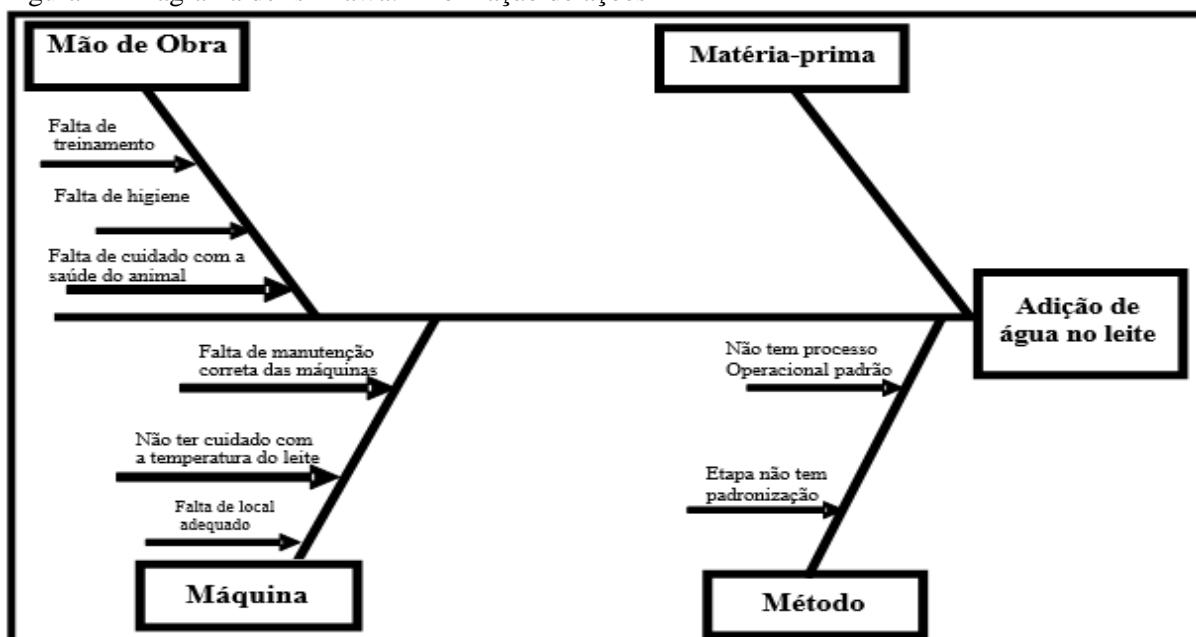 Mão de Obra
Matéria-prima
Falta de
treinamento
Falta de higiene
Falta de cuidado com a
saúde do animal
Adição de
água no leite
Falta de manutenção
correta das máquinas
Não tem processo
Operacional padrão
Não ter cuidado com
a temperatura do leite
Etapa não tem
padronização
Falta de local
adequado
Máquina
Método